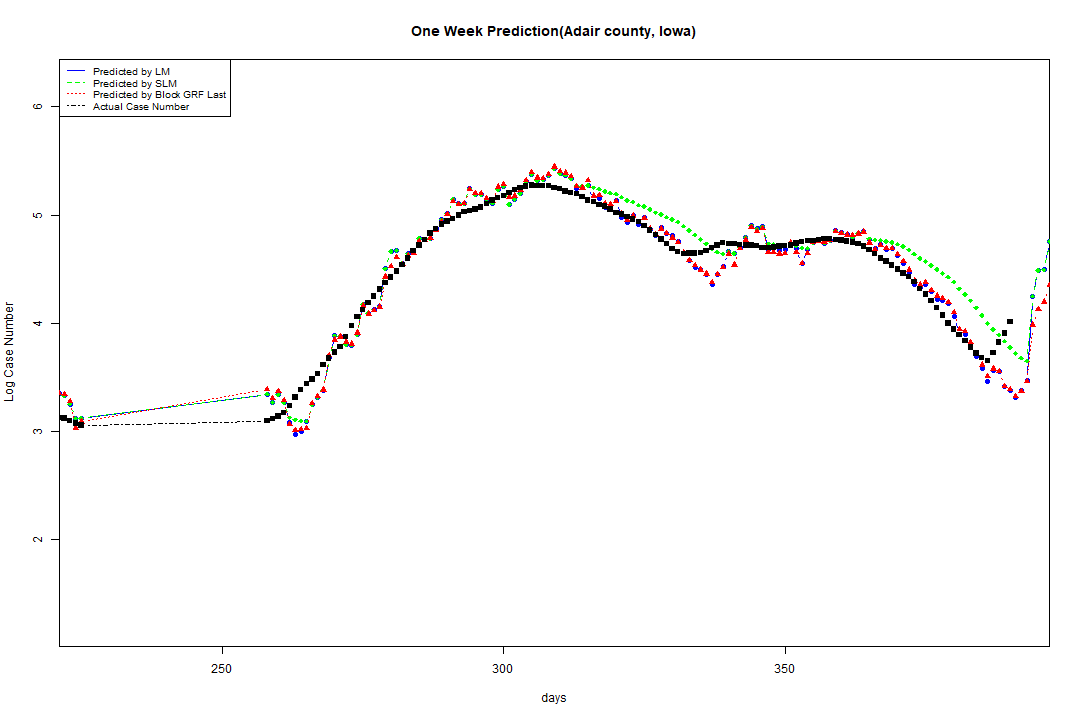 One Week Prediction(Adair county, Iowa)
Predicted by LM
Predicted by SLM
Predicted by Block GRF Last
Actual Case Number
6
5
4
3
2
Log Case Number
250 300 350
days